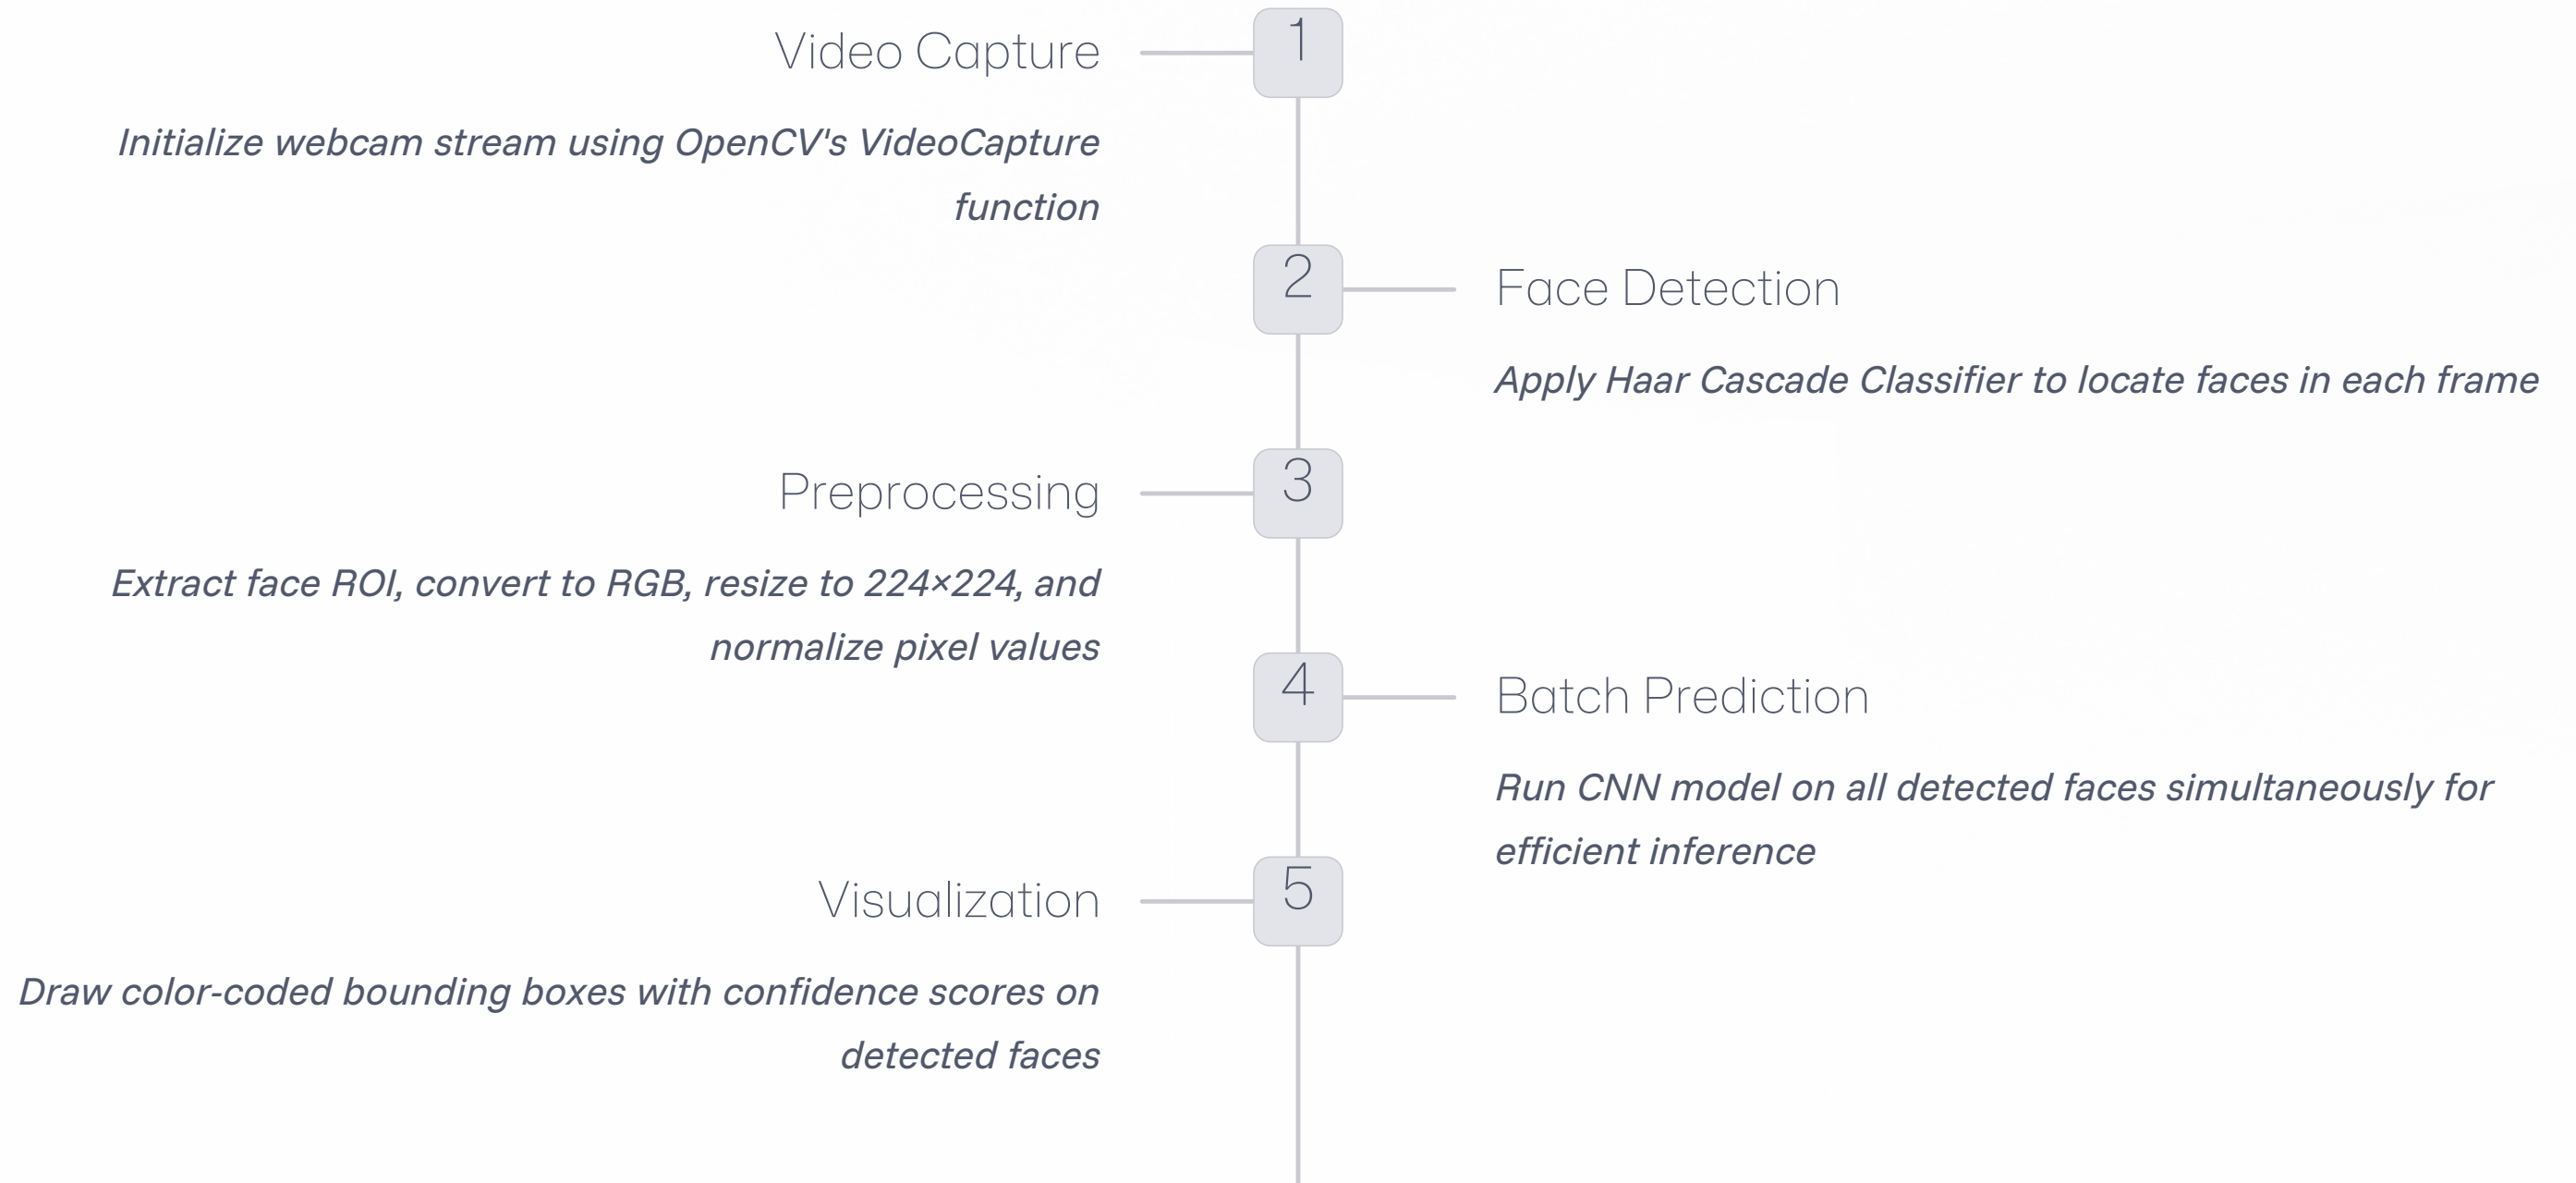 1
Video Capture
Initialize webcam stream using OpenCV's VideoCapture
function
2
Face Detection
Apply Haar Cascade Classifier to locate faces in each frame
3
Preprocessing
Extract face ROI, convert to RGB, resize to 224×224, and
normalize pixel values
4
Batch Prediction
Run CNN model on all detected faces simultaneously for
efficient inference
5
Visualization
Draw color-coded bounding boxes with confidence scores on
detected faces